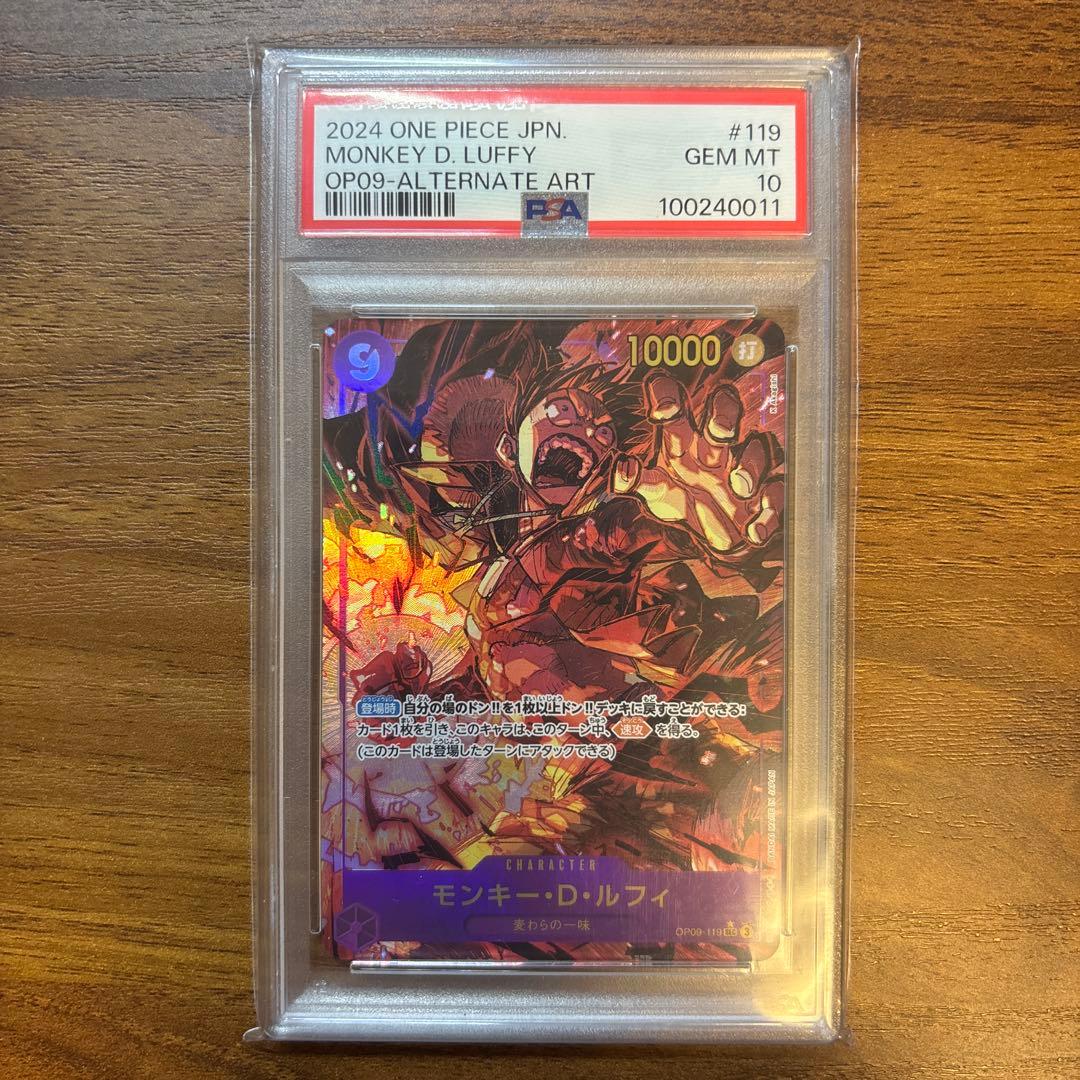 2024 ONE PIECE JPN. #119
MONKEY D. LUFFY GEM MT
OP09-ALTERNATE ART 10
PSA 100240011
9
10000 打
K Akagishi
登場時 自分の場のドン!!を1枚以上ドン!!デッキに戻すことができる:
カード1枚を引き、このキャラは、このターン中、速攻 を得る。
(このカードは登場したターンにアタックできる)
MADE IN JAPAN
CHARACTER
モンキー・D・ルフィ
麦わらの一味
OP09-119 3